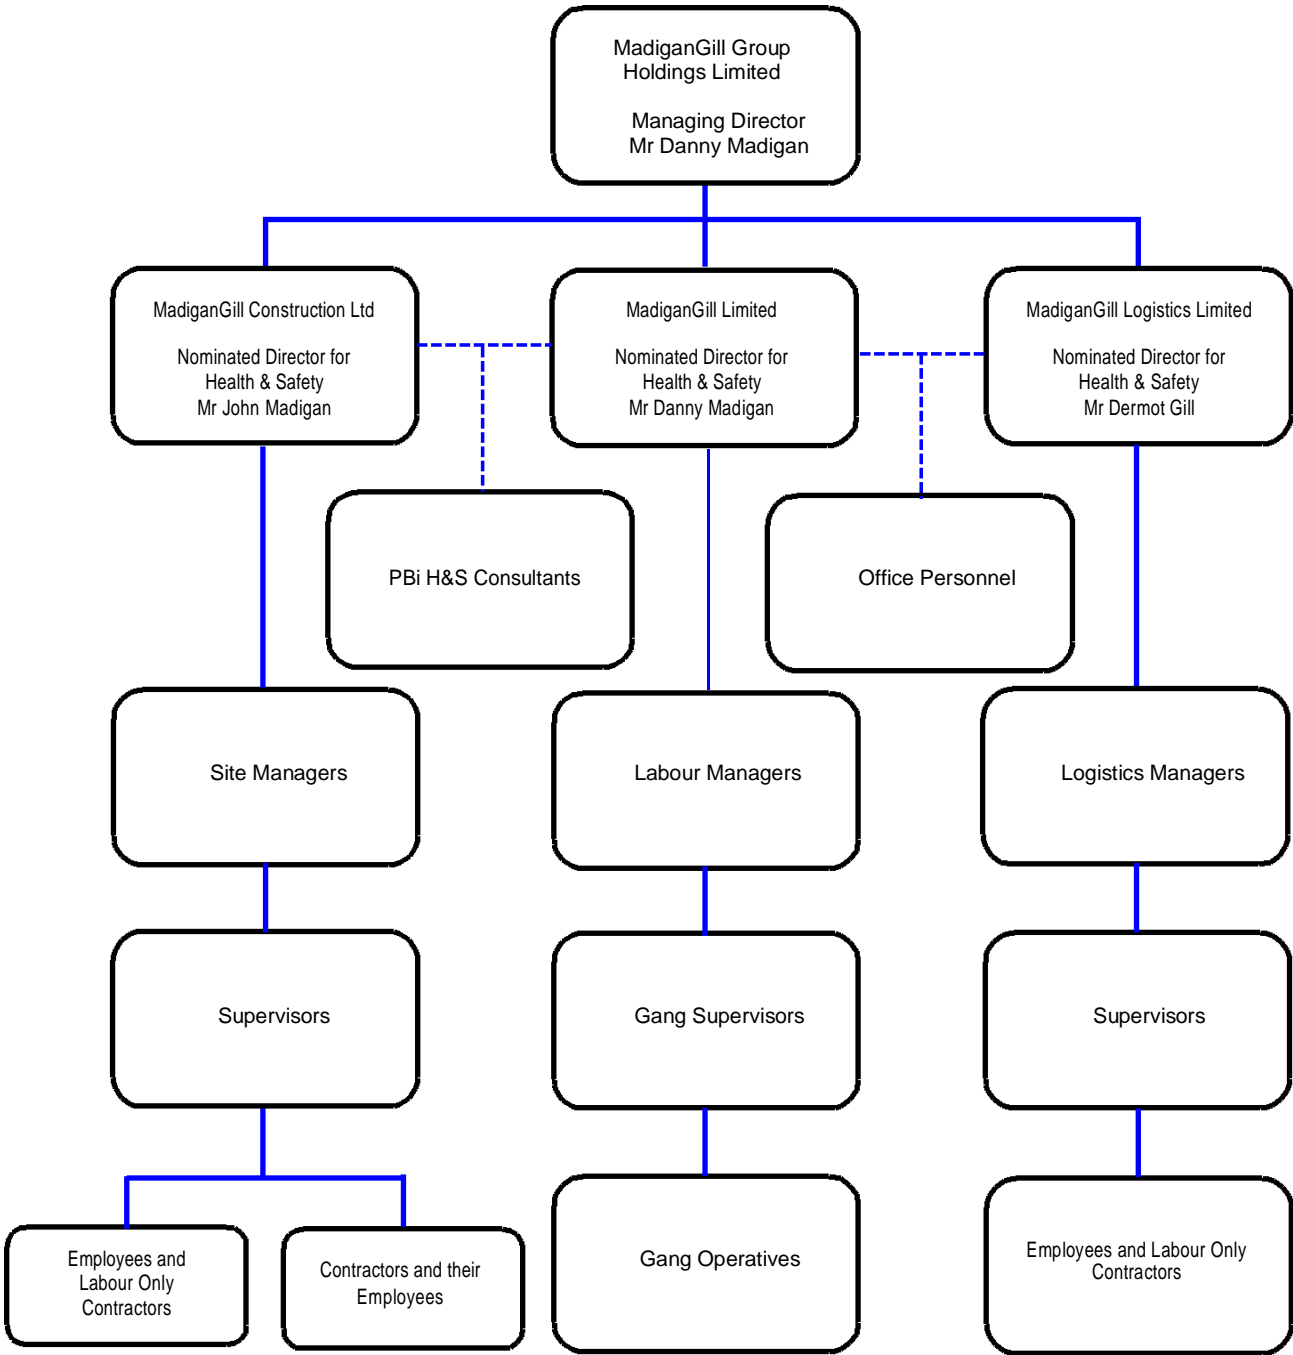 MadiganGill Group
Holdings Limited
Managing Director
Mr Danny Madigan
MadiganGill Construction Ltd
Nominated Director for
Health & Safety
Mr John Madigan
MadiganGill Limited
Nominated Director for
Health & Safety
Mr Danny Madigan
MadiganGill Logistics Limited
Nominated Director for
Health & Safety
Mr Dermot Gill
PBi H&S Consultants
Office Personnel
Site Managers
Labour Managers
Logistics Managers
Supervisors
Gang Supervisors
Supervisors
Employees and
Labour Only
Contractors
Contractors and their
Employees
Gang Operatives
Employees and Labour Only
Contractors